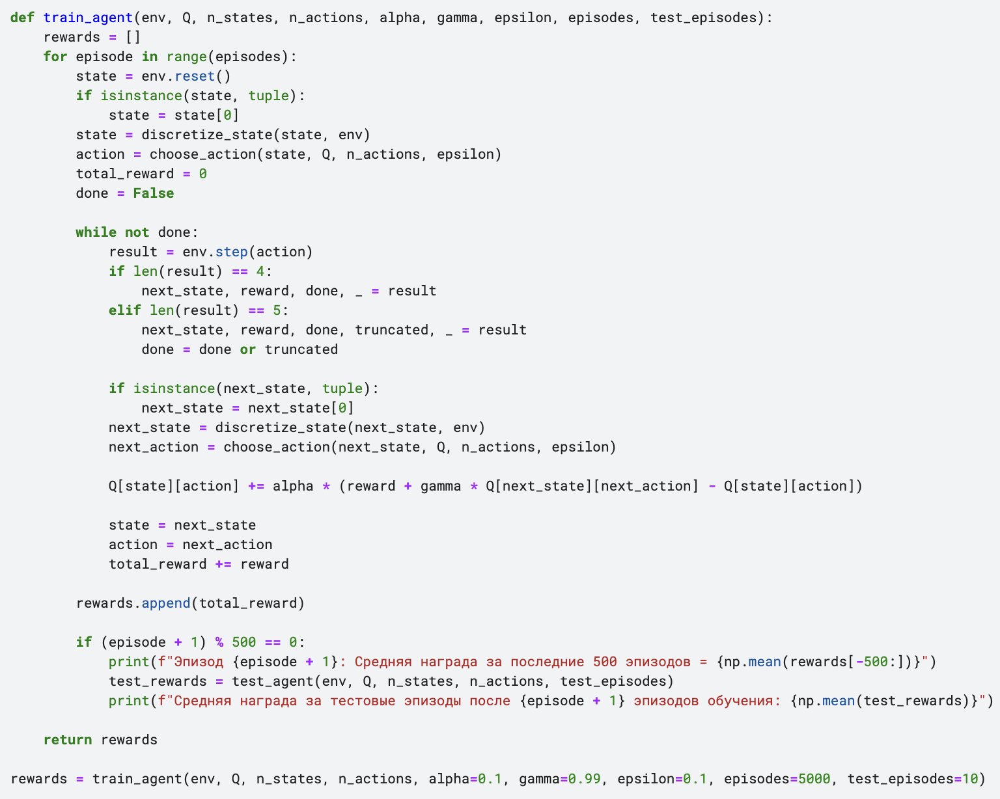 def train_agent(env, Q, n_states, n_actions, alpha, gamma, epsilon, episodes, test_episodes):
    rewards = []
    for episode in range(episodes):
        state = env.reset()
        if isinstance(state, tuple):
            state = state[0]
        state = discretize_state(state, env)
        action = choose_action(state, Q, n_actions, epsilon)
        total_reward = 0
        done = False

        while not done:
            result = env.step(action)
            if len(result) == 4:
                next_state, reward, done, _ = result
            elif len(result) == 5:
                next_state, reward, done, truncated, _ = result
                done = done or truncated

            if isinstance(next_state, tuple):
                next_state = next_state[0]
            next_state = discretize_state(next_state, env)
            next_action = choose_action(next_state, Q, n_actions, epsilon)

            Q[state][action] += alpha * (reward + gamma * Q[next_state][next_action] - Q[state][action])

            state = next_state
            action = next_action
            total_reward += reward

        rewards.append(total_reward)

        if (episode + 1) % 500 == 0:
            print(f"Эпизод {episode + 1}: Средняя награда за последние 500 эпизодов = {np.mean(rewards[-500:])}")
            test_rewards = test_agent(env, Q, n_states, n_actions, test_episodes)
            print(f"Средняя награда за тестовые эпизоды после {episode + 1} эпизодов обучения: {np.mean(test_rewards)}")

    return rewards

rewards = train_agent(env, Q, n_states, n_actions, alpha=0.1, gamma=0.99, epsilon=0.1, episodes=5000, test_episodes=10)